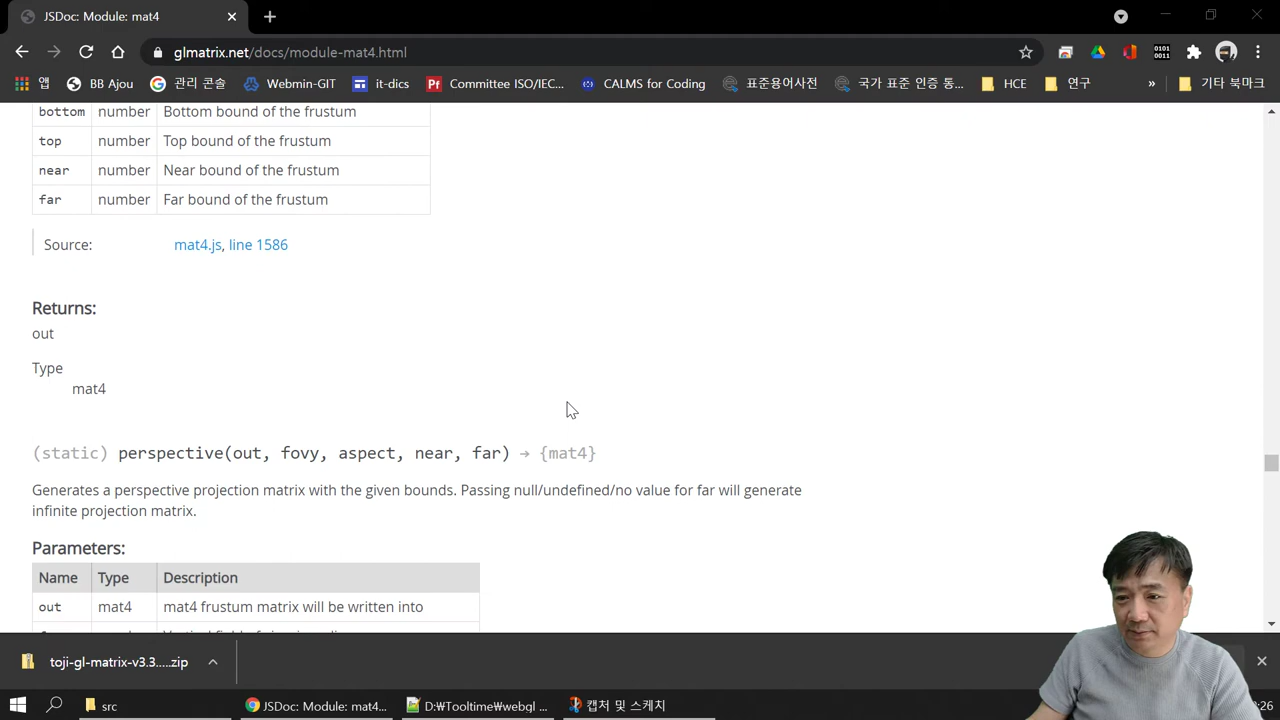 JSDoc: Module: mat4
glmatrix.net/docs/module-mat4.html
앱 BB Ajou 관리 콘솔 Webmin-GIT it-dics Committee ISO/IEC... CALMS for Coding 표준용어사전 국가 표준 인증 통... HCE 연구 » 기타 북마크
bottom number Bottom bound of the frustum
top number Top bound of the frustum
near number Near bound of the frustum
far number Far bound of the frustum
Source: mat4.js, line 1586
Returns:
out
Type
mat4
(static) perspective(out, fovy, aspect, near, far) → {mat4}
Generates a perspective projection matrix with the given bounds. Passing null/undefined/no value for far will generate
infinite projection matrix.
Parameters:
Name Type Description
out mat4 mat4 frustum matrix will be written into
toji-gl-matrix-v3.3.....zip
src JSDoc: Module: mat4... D:₩Tooltime₩webgl ... 캡처 및 스케치